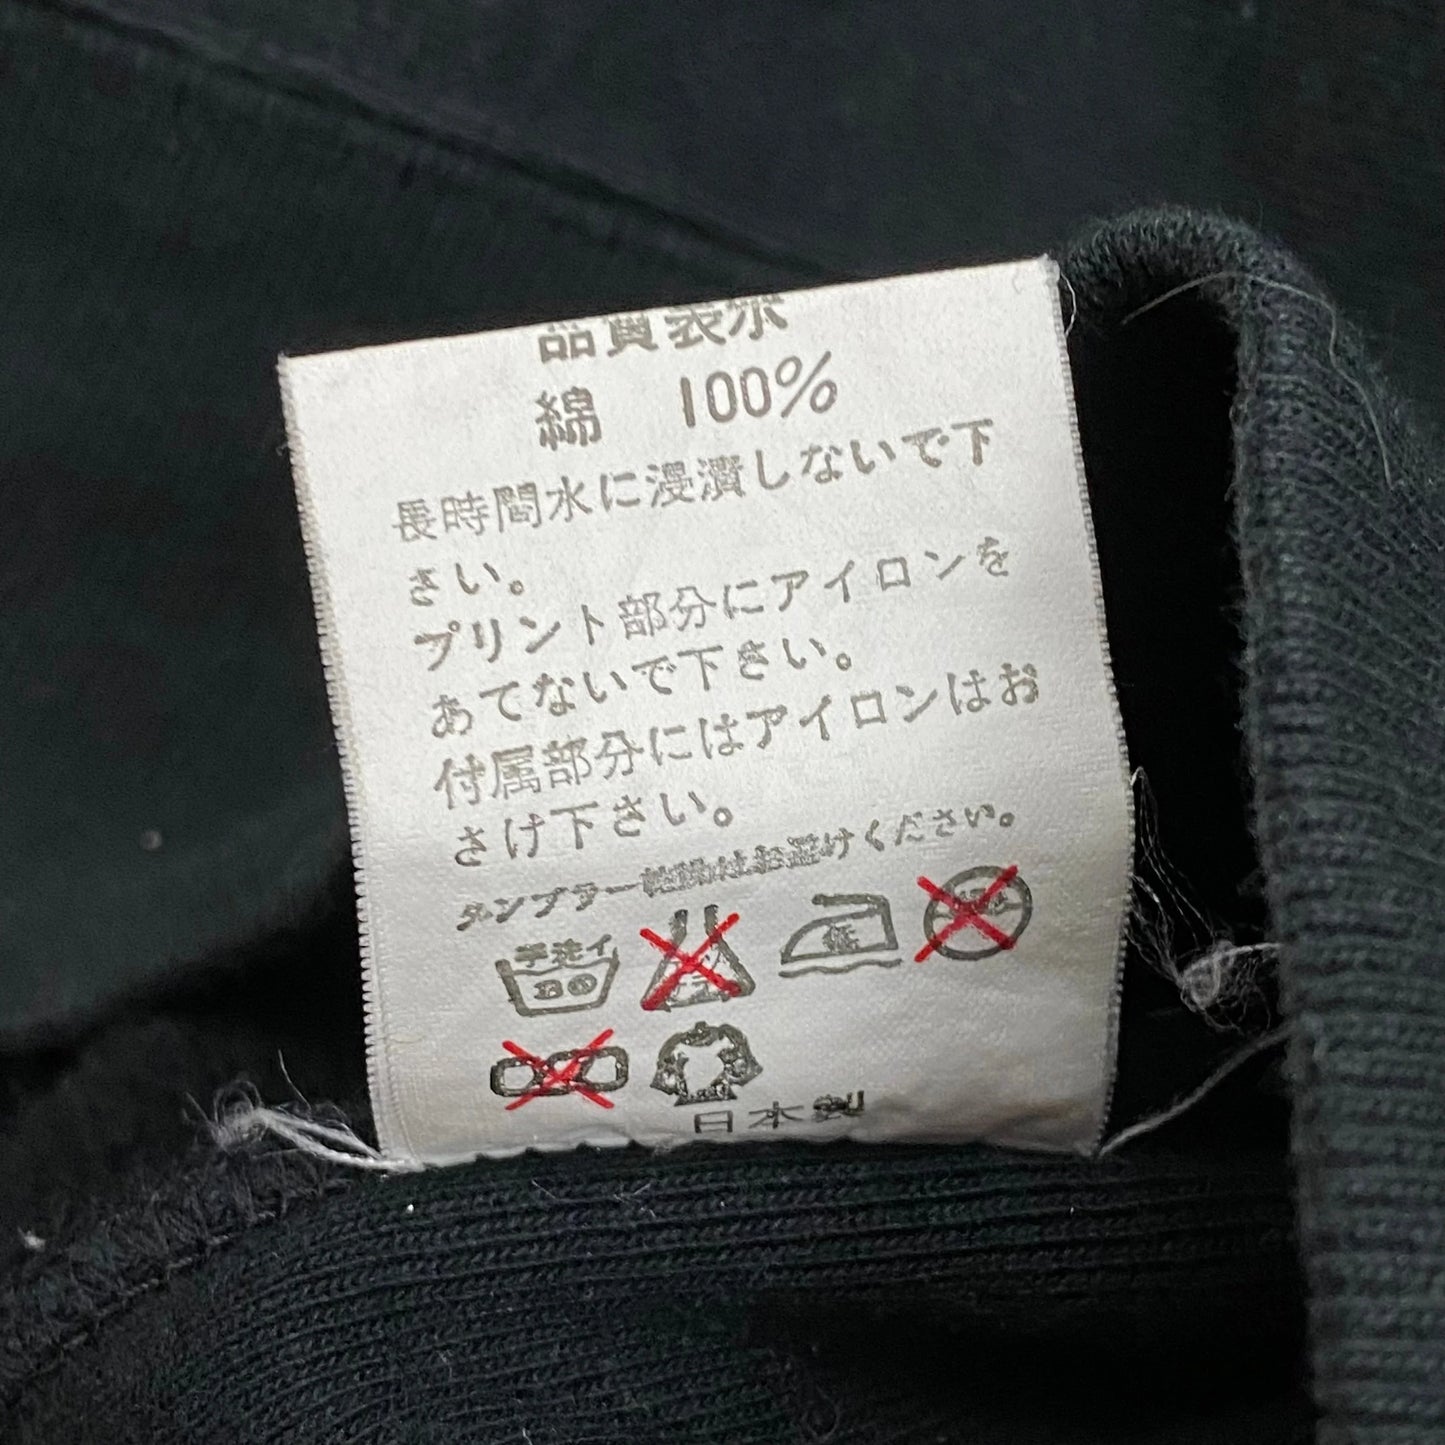 品質表示
綿 100%
長時間水に浸漬しないで下
さい。
プリント部分にアイロンを
あてないで下さい。
付属部分にはアイロンはお
さけ下さい。
タンブラー乾燥はお避けください。
手洗イ
30
低
日本製